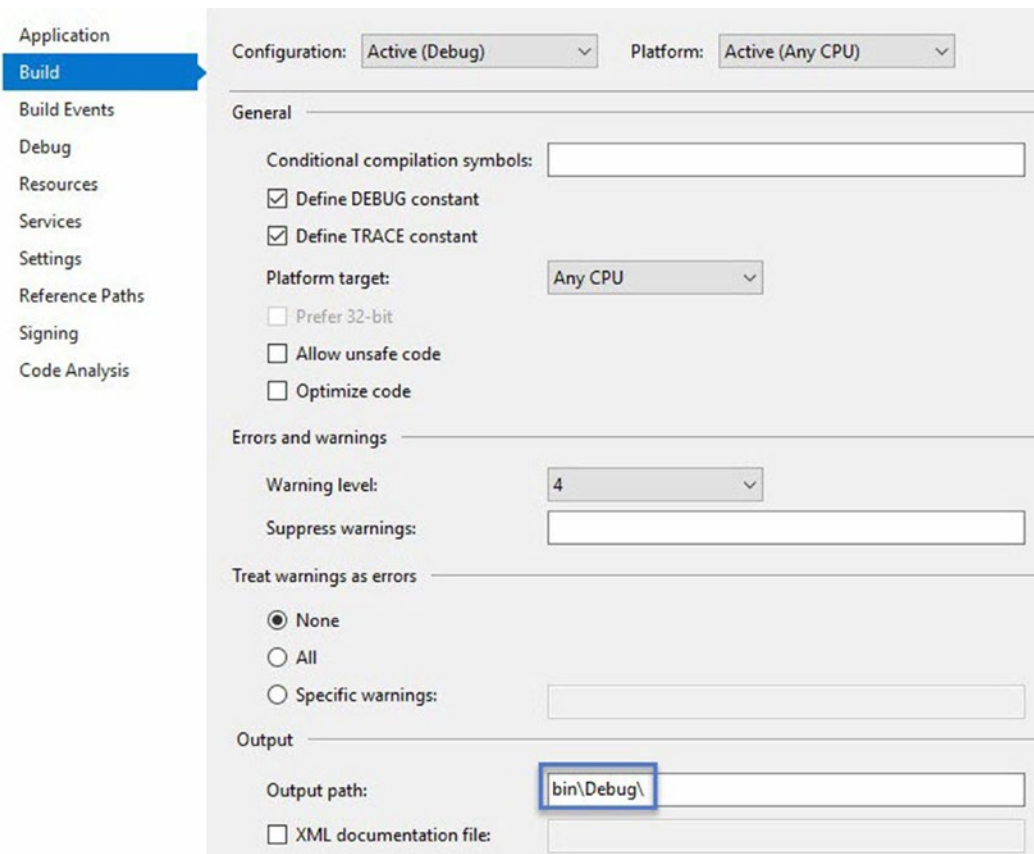 Application
Build
Build Events
Debug
Resources
Services
Settings
Reference Paths
Signing
Code Analysis
Configuration: Active (Debug) Platform: Active (Any CPU)
General
Conditional compilation symbols:
Define DEBUG constant
Define TRACE constant
Platform target: Any CPU
Prefer 32-bit
Allow unsafe code
Optimize code
Errors and warnings
Warning level: 4
Suppress warnings:
Treat warnings as errors
None
All
Specific warnings:
Output
Output path: bin\Debug\
XML documentation file: